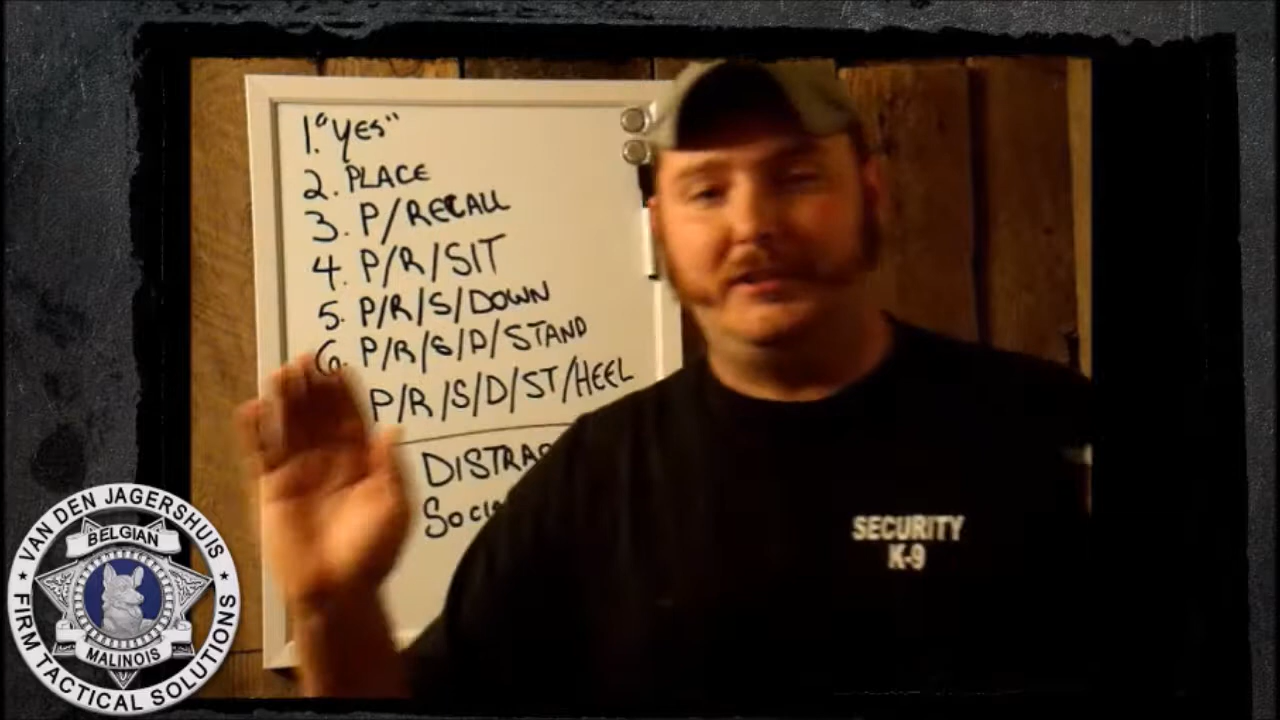 1. "YES"
2. PLACE
3. P/RECALL
4. P/R/SIT
5. P/R/S/DOWN
6. P/R/S/D/STAND
P/R/S/D/ST/HEEL
SECURITY
K-9
★ VAN DEN JAGERSHUIS ★
BELGIAN
MALINOIS
FIRM TACTICAL SOLUTIONS